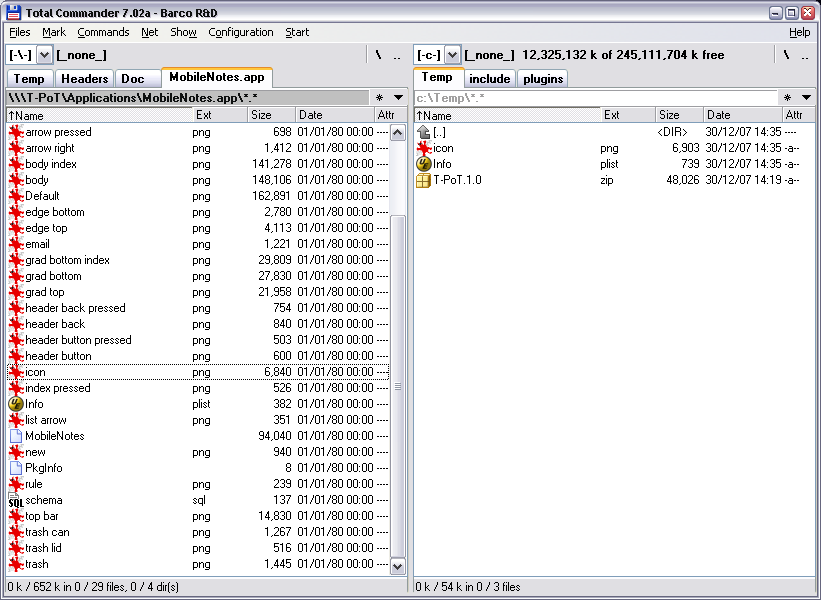 Total Commander 7.02a - Barco R&D
Files Mark Commands Net Show Configuration Start Help
[-\-] [_none_] \ ..
Temp Headers Doc MobileNotes.app
\\\T-PoT\Applications\MobileNotes.app\*.* * ▼
↑Name Ext Size Date Attr
arrow pressed png 698 01/01/80 00:00 ----
arrow right png 1,412 01/01/80 00:00 ----
body index png 141,278 01/01/80 00:00 ----
body png 148,106 01/01/80 00:00 ----
Default png 162,891 01/01/80 00:00 ----
edge bottom png 2,780 01/01/80 00:00 ----
edge top png 4,113 01/01/80 00:00 ----
email png 1,221 01/01/80 00:00 ----
grad bottom index png 29,809 01/01/80 00:00 ----
grad bottom png 27,830 01/01/80 00:00 ----
grad top png 21,958 01/01/80 00:00 ----
header back pressed png 754 01/01/80 00:00 ----
header back png 840 01/01/80 00:00 ----
header button pressed png 503 01/01/80 00:00 ----
header button png 600 01/01/80 00:00 ----
icon png 6,840 01/01/80 00:00 ----
index pressed png 526 01/01/80 00:00 ----
Info plist 382 01/01/80 00:00 ----
list arrow png 351 01/01/80 00:00 ----
MobileNotes 94,040 01/01/80 00:00 ----
new png 940 01/01/80 00:00 ----
PkgInfo 8 01/01/80 00:00 ----
rule png 239 01/01/80 00:00 ----
SQL schema sql 137 01/01/80 00:00 ----
top bar png 14,830 01/01/80 00:00 ----
trash can png 1,267 01/01/80 00:00 ----
trash lid png 516 01/01/80 00:00 ----
trash png 1,445 01/01/80 00:00 ----
0 k / 652 k in 0 / 29 files, 0 / 4 dir(s)
[-c-] [_none_] 12,325,132 k of 245,111,704 k free \ ..
Temp include plugins
c:\Temp\*.* * ▼
↑Name Ext Size Date Attr
[..] <DIR> 30/12/07 14:35 ----
icon png 6,903 30/12/07 14:35 -a--
Info plist 739 30/12/07 14:35 -a--
T-PoT.1.0 zip 48,026 30/12/07 14:19 -a--
0 k / 54 k in 0 / 3 files